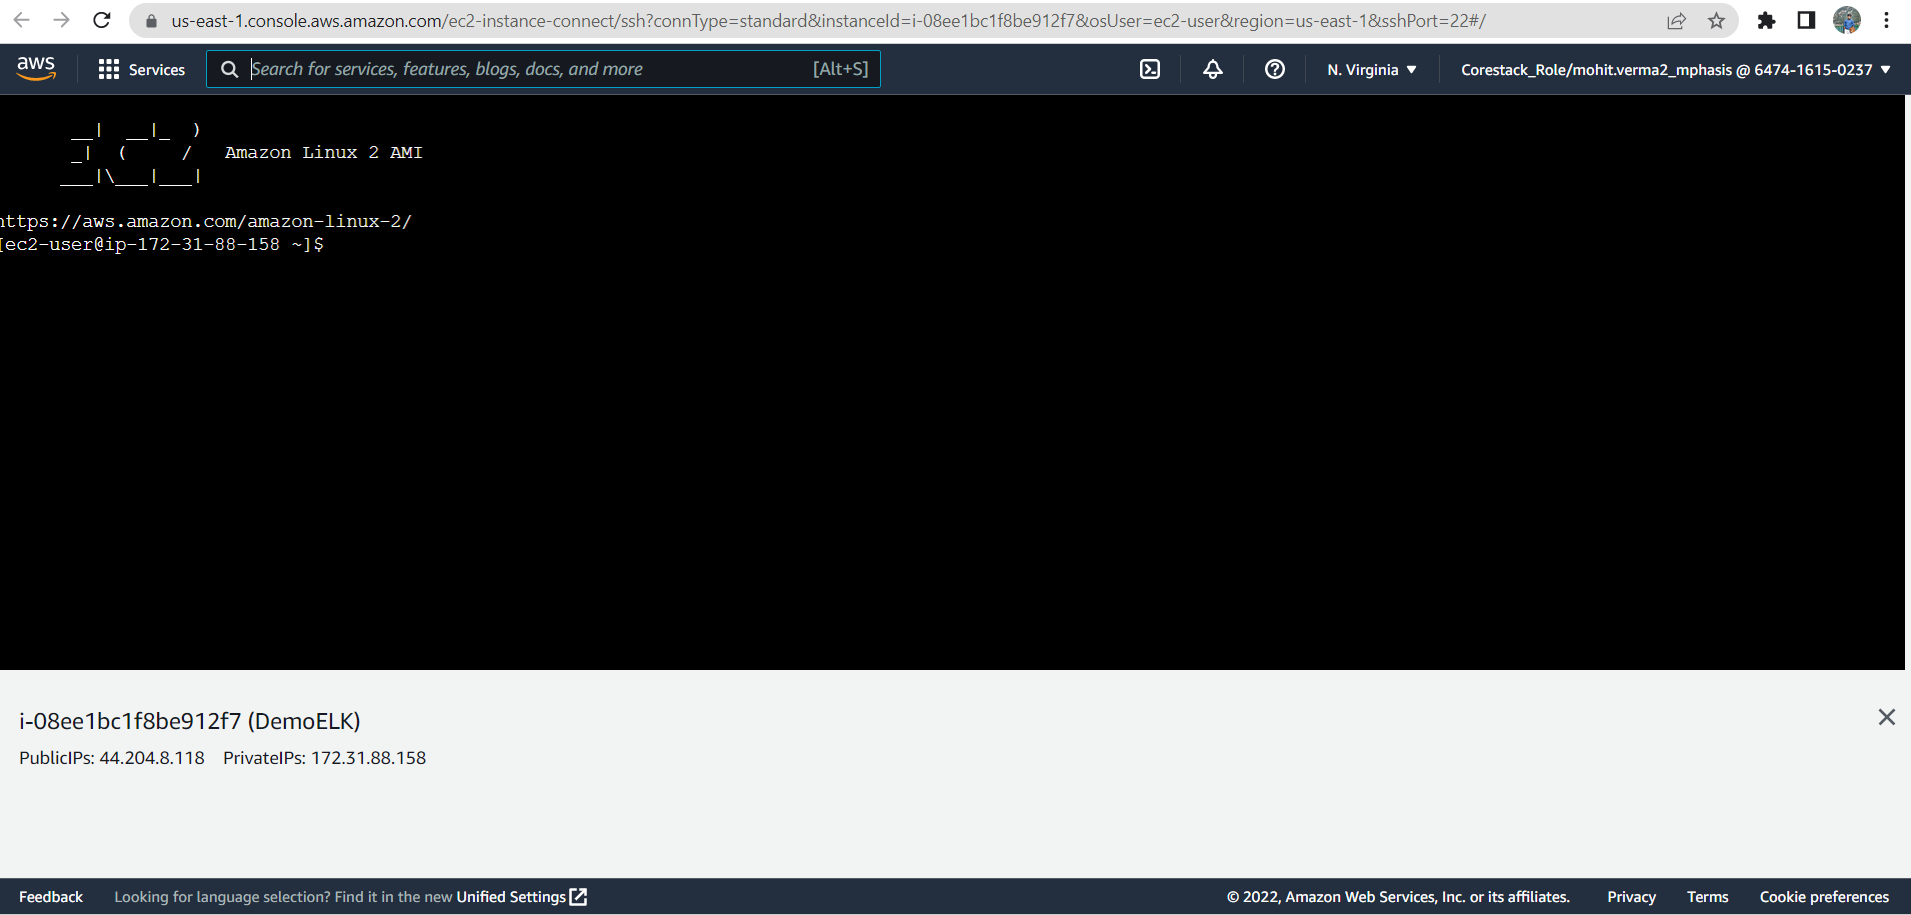 us-east-1.console.aws.amazon.com/ec2-instance-connect/ssh?connType=standard&instanceId=i-08ee1bc1f8be912f7&osUser=ec2-user&region=us-east-1&sshPort=22#/
aws Services Search for services, features, blogs, docs, and more [Alt+S] N. Virginia ▼ Corestack_Role/mohit.verma2_mphasis @ 6474-1615-0237 ▼
__|  __|_  )
_|  (     /   Amazon Linux 2 AMI
___|\___|___|
https://aws.amazon.com/amazon-linux-2/
[ec2-user@ip-172-31-88-158 ~]$
i-08ee1bc1f8be912f7 (DemoELK)
PublicIPs: 44.204.8.118 PrivateIPs: 172.31.88.158
Feedback Looking for language selection? Find it in the new Unified Settings © 2022, Amazon Web Services, Inc. or its affiliates. Privacy Terms Cookie preferences